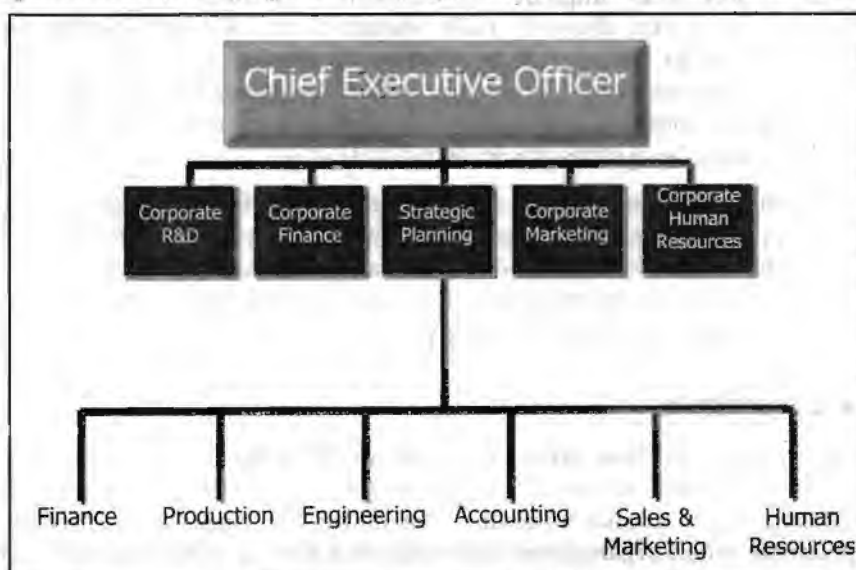 Chief Executive Officer
Corporate
R&D
Corporate
Finance
Strategic
Planning
Corporate
Marketing
Corporate
Human
Resources
Finance
Production
Engineering
Accounting
Sales &
Marketing
Human
Resources